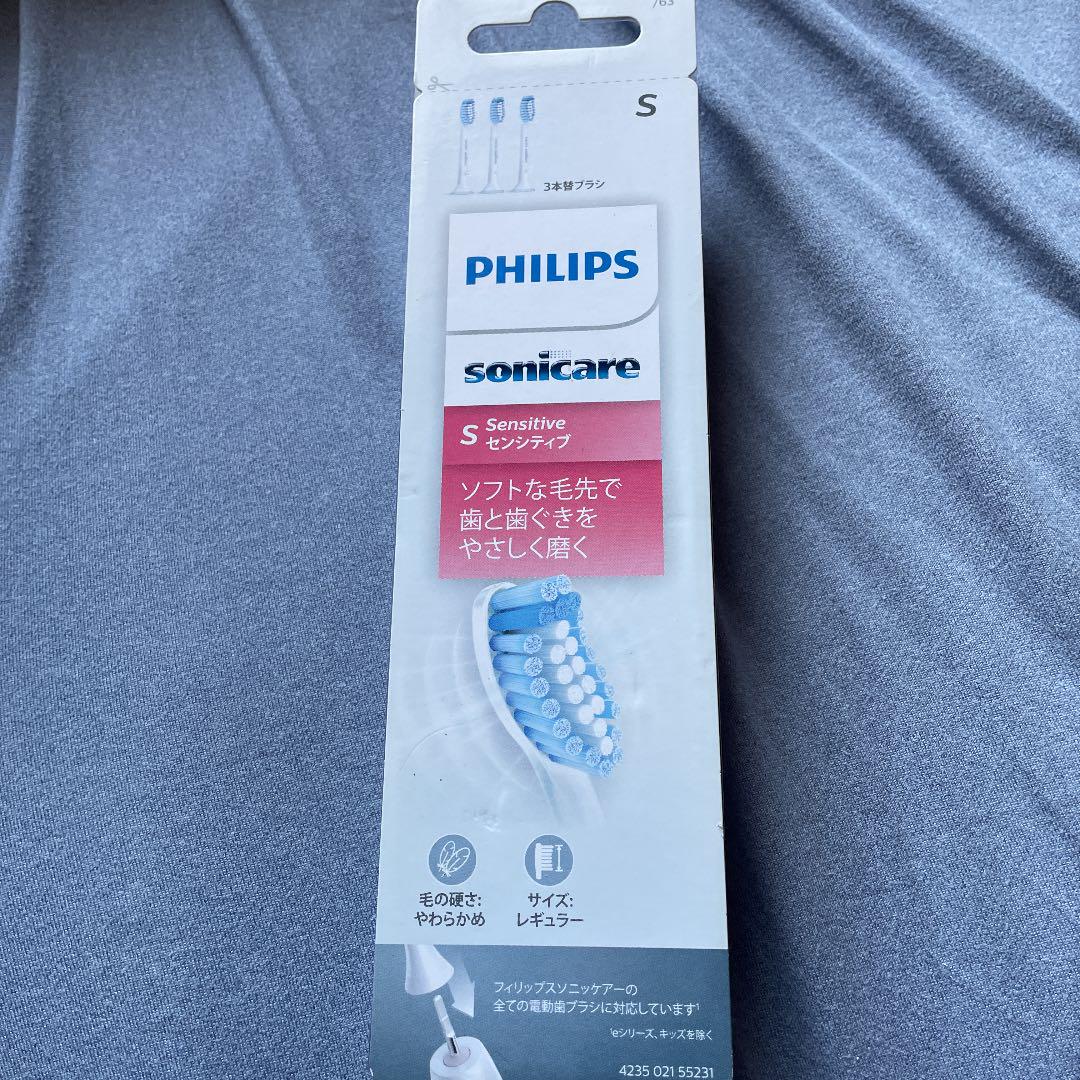 /63
S
3本替ブラシ
PHILIPS
sonicare
S Sensitive
センシティブ
ソフトな毛先で
歯と歯ぐきを
やさしく磨く
毛の硬さ:
やわらかめ
サイズ:
レギュラー
フィリップスソニッケアーの
全ての電動歯ブラシに対応しています¹
¹eシリーズ、キッズを除く
4235 021 55231